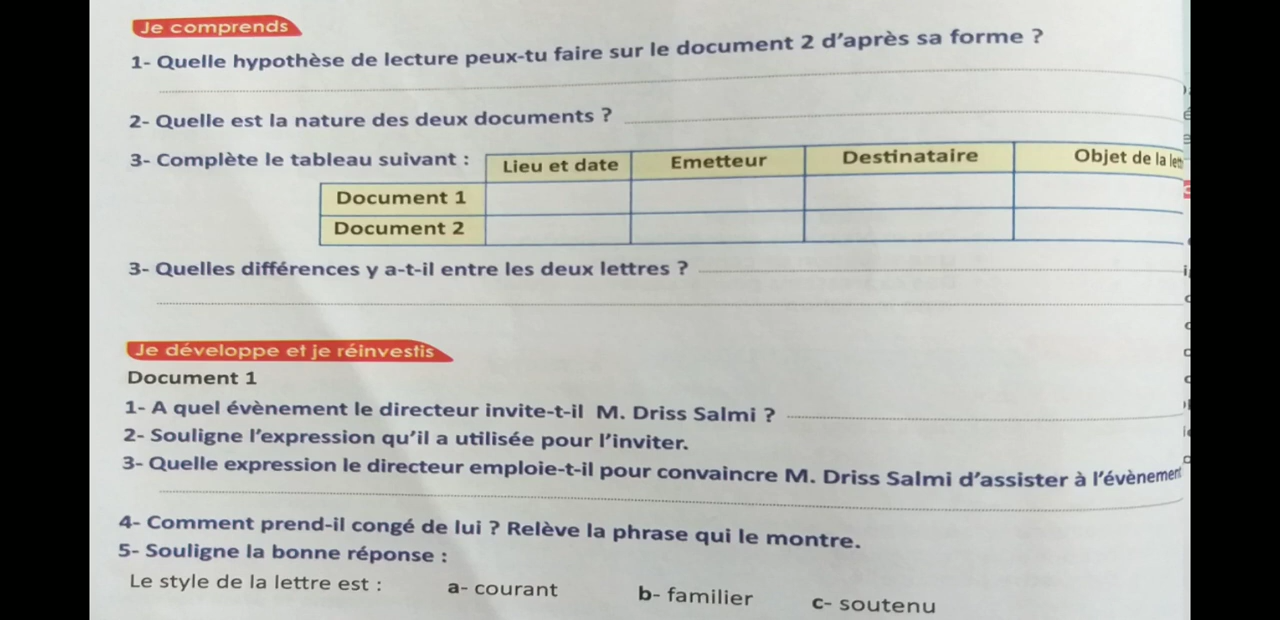 Je comprends
1- Quelle hypothèse de lecture peux-tu faire sur le document 2 d'après sa forme ?
2- Quelle est la nature des deux documents ?
3- Complète le tableau suivant :
Lieu et date Emetteur Destinataire Objet de la
Document 1
Document 2
3- Quelles différences y a-t-il entre les deux lettres ?
Je développe et je réinvestis
Document 1
1- A quel évènement le directeur invite-t-il M. Driss Salmi ?
2- Souligne l'expression qu'il a utilisée pour l'inviter.
3- Quelle expression le directeur emploie-t-il pour convaincre M. Driss Salmi d'assister à l'évènement
4- Comment prend-il congé de lui ? Relève la phrase qui le montre.
5- Souligne la bonne réponse :
Le style de la lettre est : a- courant b- familier c- soutenu